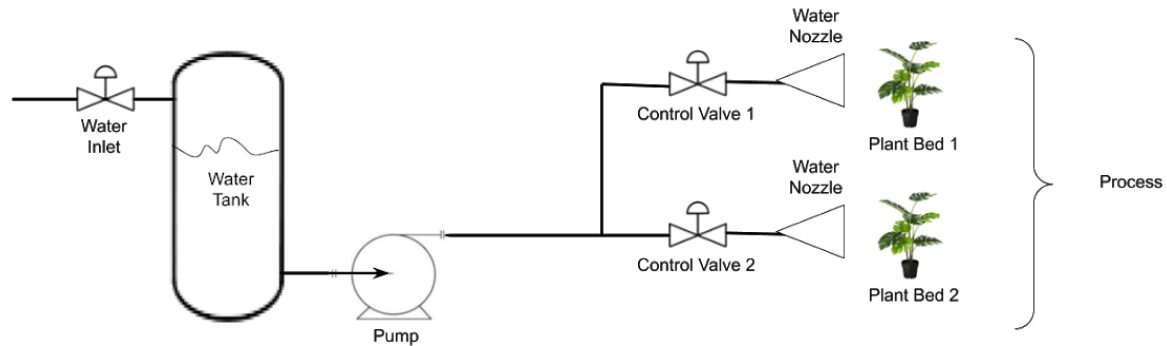 Water
Inlet
Water
Tank
Pump
Control Valve 1
Water
Nozzle
Plant Bed 1
Control Valve 2
Water
Nozzle
Plant Bed 2
Process